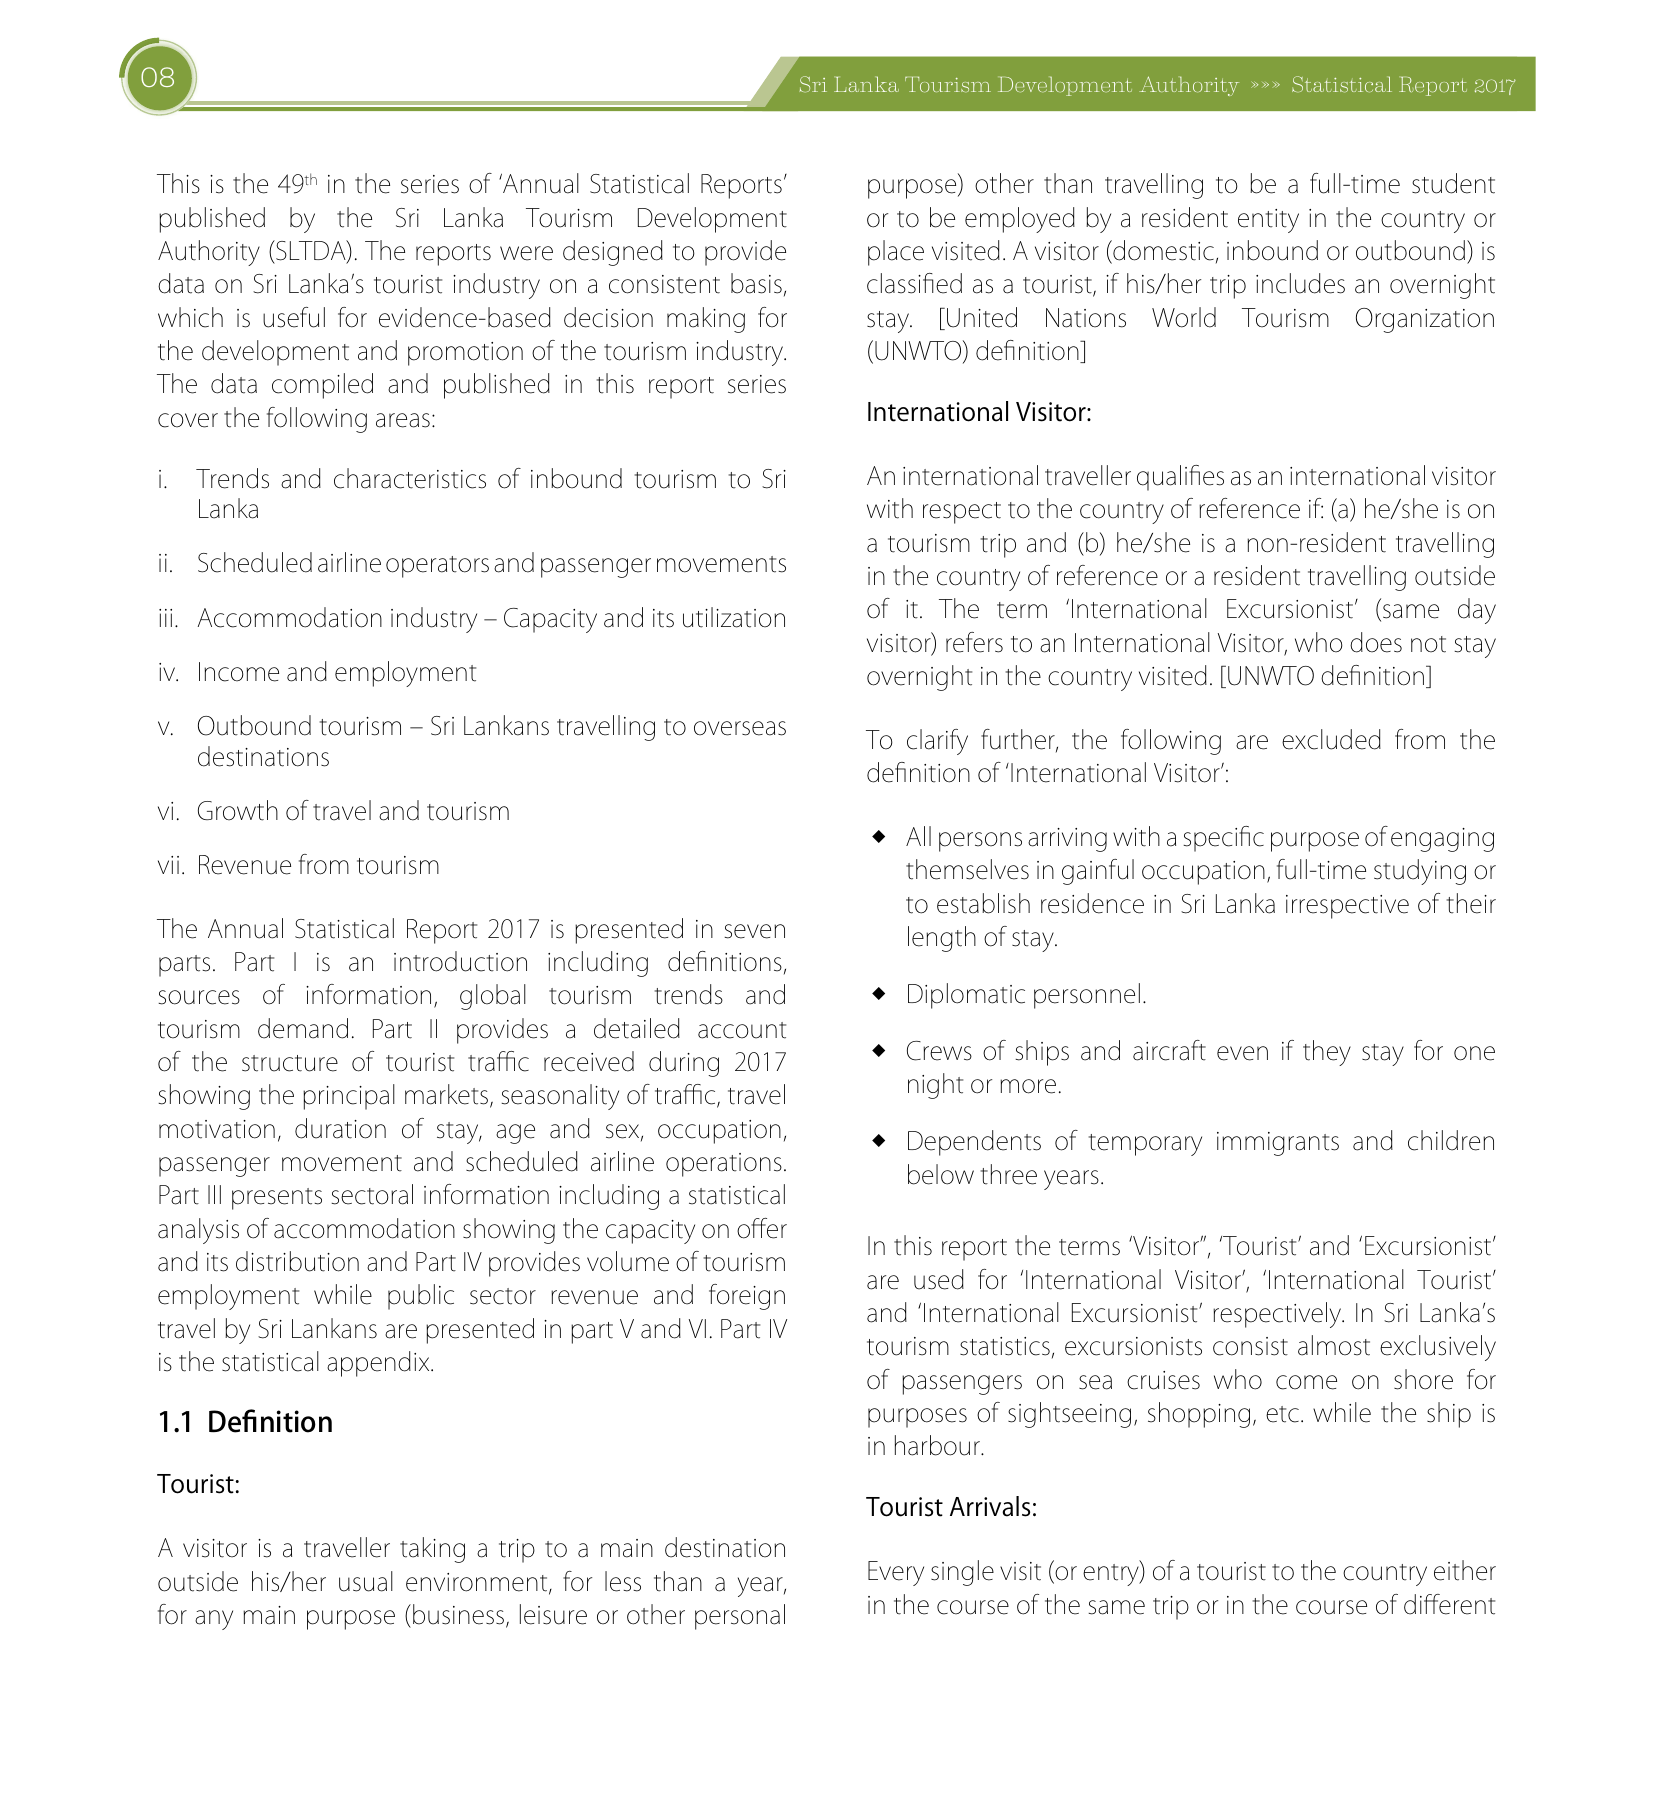 08
Sri Lanka Tourism Development Authority »»» Statistical Report 2017
This is the 49th in the series of ‘Annual Statistical Reports’
published by the Sri Lanka Tourism Development
Authority (SLTDA). The reports were designed to provide
data on Sri Lanka’s tourist industry on a consistent basis,
which is useful for evidence-based decision making for
the development and promotion of the tourism industry.
The data compiled and published in this report series
cover the following areas:
i. Trends and characteristics of inbound tourism to Sri
Lanka
ii. Scheduled airline operators and passenger movements
iii. Accommodation industry – Capacity and its utilization
iv. Income and employment
v. Outbound tourism – Sri Lankans travelling to overseas
destinations
vi. Growth of travel and tourism
vii. Revenue from tourism
The Annual Statistical Report 2017 is presented in seven
parts. Part I is an introduction including definitions,
sources of information, global tourism trends and
tourism demand. Part II provides a detailed account
of the structure of tourist traffic received during 2017
showing the principal markets, seasonality of traffic, travel
motivation, duration of stay, age and sex, occupation,
passenger movement and scheduled airline operations.
Part III presents sectoral information including a statistical
analysis of accommodation showing the capacity on offer
and its distribution and Part IV provides volume of tourism
employment while public sector revenue and foreign
travel by Sri Lankans are presented in part V and VI. Part IV
is the statistical appendix.
1.1 Definition
Tourist:
A visitor is a traveller taking a trip to a main destination
outside his/her usual environment, for less than a year,
for any main purpose (business, leisure or other personal
purpose) other than travelling to be a full-time student
or to be employed by a resident entity in the country or
place visited. A visitor (domestic, inbound or outbound) is
classified as a tourist, if his/her trip includes an overnight
stay. [United Nations World Tourism Organization
(UNWTO) definition]
International Visitor:
An international traveller qualifies as an international visitor
with respect to the country of reference if: (a) he/she is on
a tourism trip and (b) he/she is a non-resident travelling
in the country of reference or a resident travelling outside
of it. The term ‘International Excursionist’ (same day
visitor) refers to an International Visitor, who does not stay
overnight in the country visited. [UNWTO definition]
To clarify further, the following are excluded from the
definition of ‘International Visitor’:
◆ All persons arriving with a specific purpose of engaging
themselves in gainful occupation, full-time studying or
to establish residence in Sri Lanka irrespective of their
length of stay.
◆ Diplomatic personnel.
◆ Crews of ships and aircraft even if they stay for one
night or more.
◆ Dependents of temporary immigrants and children
below three years.
In this report the terms ‘Visitor”, ‘Tourist’ and ‘Excursionist’
are used for ‘International Visitor’, ‘International Tourist’
and ‘International Excursionist’ respectively. In Sri Lanka’s
tourism statistics, excursionists consist almost exclusively
of passengers on sea cruises who come on shore for
purposes of sightseeing, shopping, etc. while the ship is
in harbour.
Tourist Arrivals:
Every single visit (or entry) of a tourist to the country either
in the course of the same trip or in the course of different